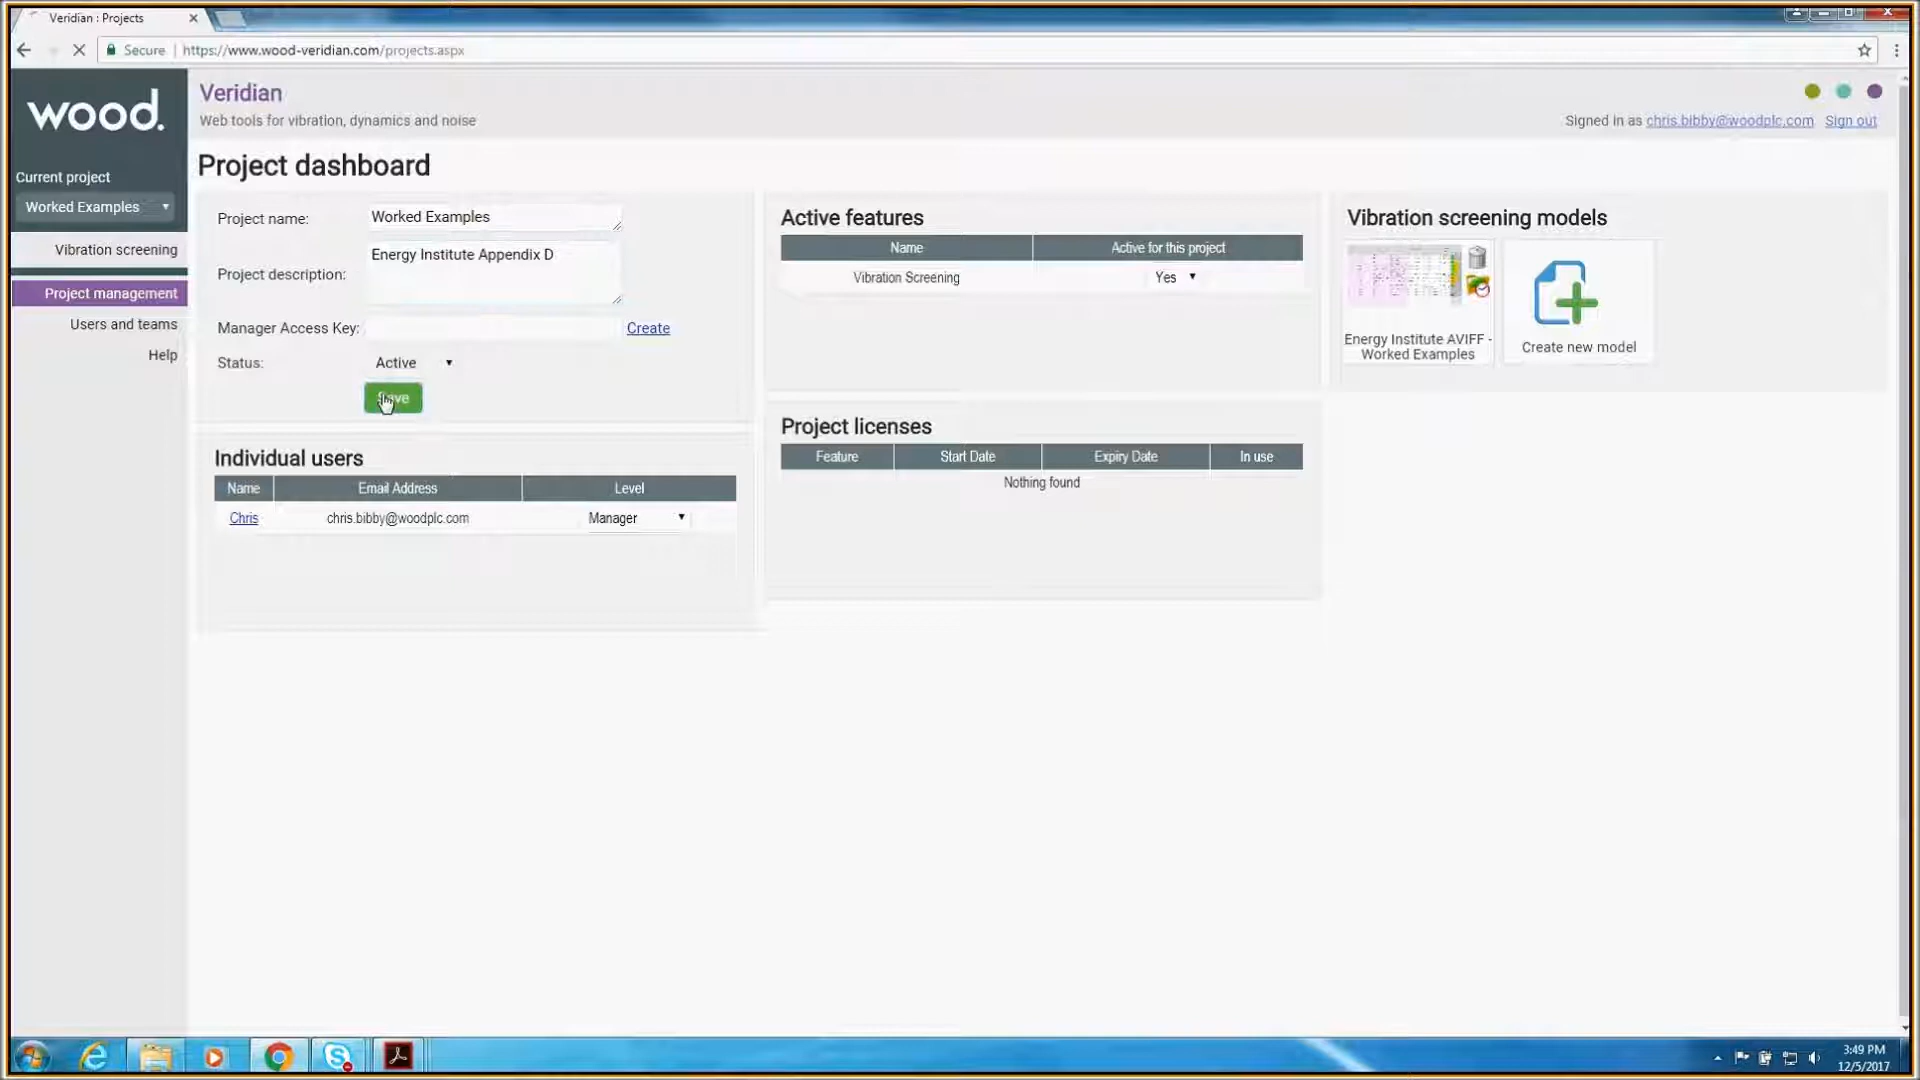 Veridian : Projects
Secure | https://www.wood-veridian.com/projects.aspx
wood.
Veridian
Web tools for vibration, dynamics and noise
Signed in as chris.bibby@woodplc.com Sign out
Current project
Worked Examples
Vibration screening
Project management
Users and teams
Help
Project dashboard
Project name: Worked Examples
Project description: Energy Institute Appendix D
Manager Access Key: Create
Status: Active
Save
Individual users
Name Email Address Level
Chris chris.bibby@woodplc.com Manager
Active features
Name Active for this project
Vibration Screening Yes
Project licenses
Feature Start Date Expiry Date In use
Nothing found
Vibration screening models
Energy Institute AVIFF -
Worked Examples
Create new model
3:49 PM
12/5/2017